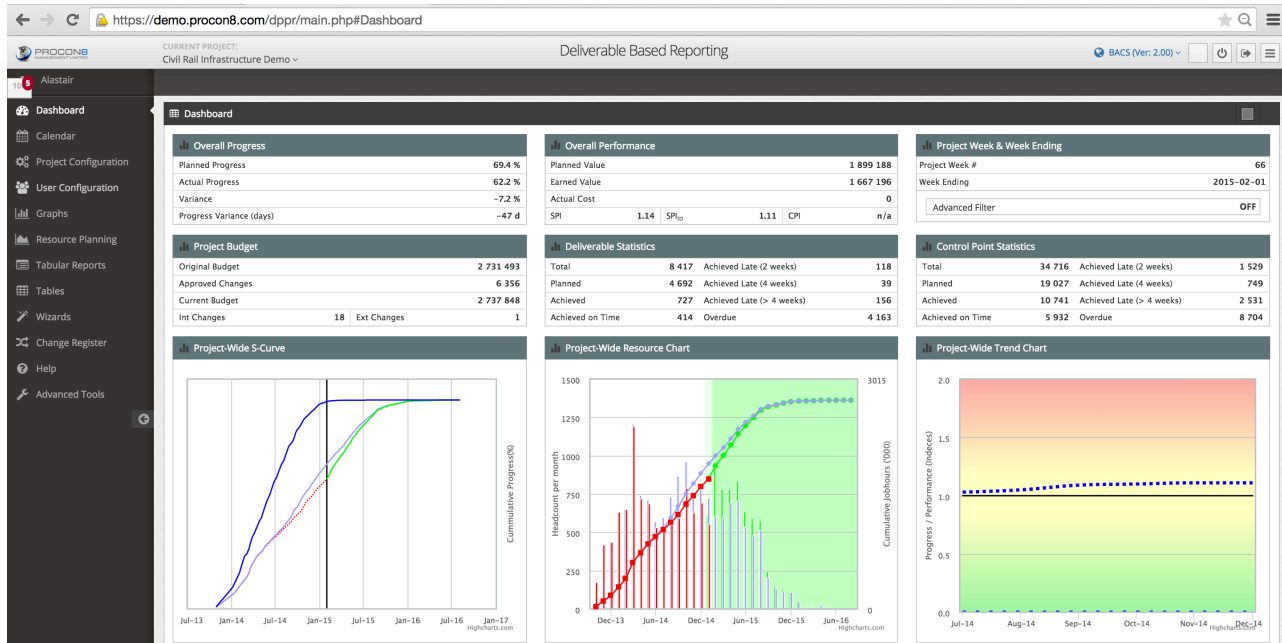 https://demo.procon8.com/dppr/main.php#Dashboard
PROCON8
MANAGEMENT LIMITED
CURRENT PROJECT:
Civil Rail Infrastructure Demo
Deliverable Based Reporting
BACS (Ver: 2.00)
5
Alastair
Dashboard
Calendar
Project Configuration
User Configuration
Graphs
Resource Planning
Tabular Reports
Tables
Wizards
Change Register
Help
Advanced Tools
Dashboard
Overall Progress
Planned Progress 69.4 %
Actual Progress 62.2 %
Variance -7.2 %
Progress Variance (days) -47 d
Overall Performance
Planned Value 1 899 188
Earned Value 1 667 196
Actual Cost 0
SPI 1.14 SPI(t) 1.11 CPI n/a
Project Week & Week Ending
Project Week # 66
Week Ending 2015-02-01
Advanced Filter OFF
Project Budget
Original Budget 2 731 493
Approved Changes 6 356
Current Budget 2 737 848
Int Changes 18 Ext Changes 1
Deliverable Statistics
Total 8 417 Achieved Late (2 weeks) 118
Planned 4 692 Achieved Late (4 weeks) 39
Achieved 727 Achieved Late (> 4 weeks) 156
Achieved on Time 414 Overdue 4 163
Control Point Statistics
Total 34 716 Achieved Late (2 weeks) 1 529
Planned 19 027 Achieved Late (4 weeks) 749
Achieved 10 741 Achieved Late (> 4 weeks) 2 531
Achieved on Time 5 932 Overdue 8 704
Project-Wide S-Curve
Cummulative Progress(%)
Jul-13 Jan-14 Jul-14 Jan-15 Jul-15 Jan-16 Jul-16 Jan-17
Highcharts.com
Project-Wide Resource Chart
1500 3015
1250
1000
750
500
250
0 0
Headcount per month
Cumulative Jobhours ('000)
Dec-13 Jun-14 Dec-14 Jun-15 Dec-15 Jun-16
Highcharts.com
Project-Wide Trend Chart
2.0
1.5
1.0
0.5
0.0
Progress / Performance (Indeces)
Jul-14 Aug-14 Sep-14 Oct-14 Nov-14 Dec-14
Highcharts.com